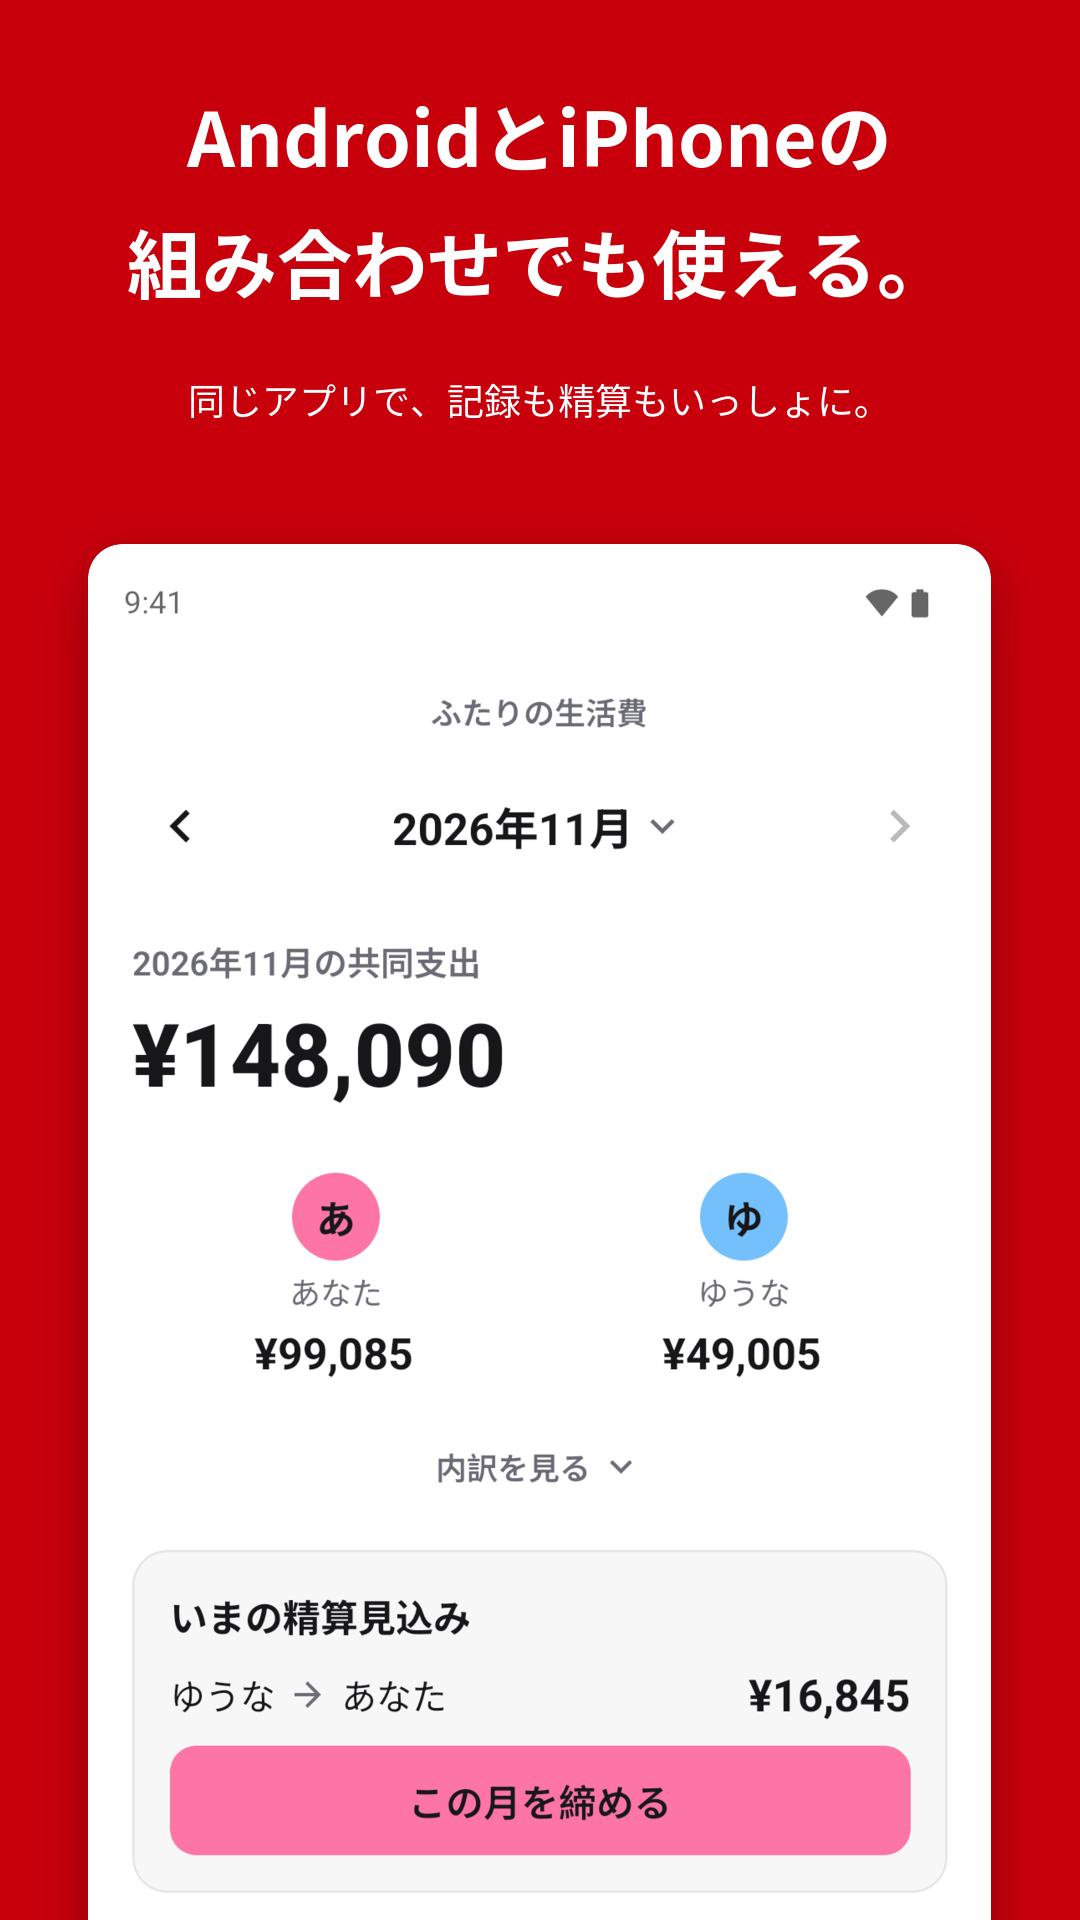 AndroidとiPhoneの
組み合わせでも使える。
同じアプリで、記録も精算もいっしょに。
9:41
ふたりの生活費
2026年11月
2026年11月の共同支出
¥148,090
あ ゆ
あなた ゆうな
¥99,085 ¥49,005
内訳を見る
いまの精算見込み
ゆうな → あなた ¥16,845
この月を締める